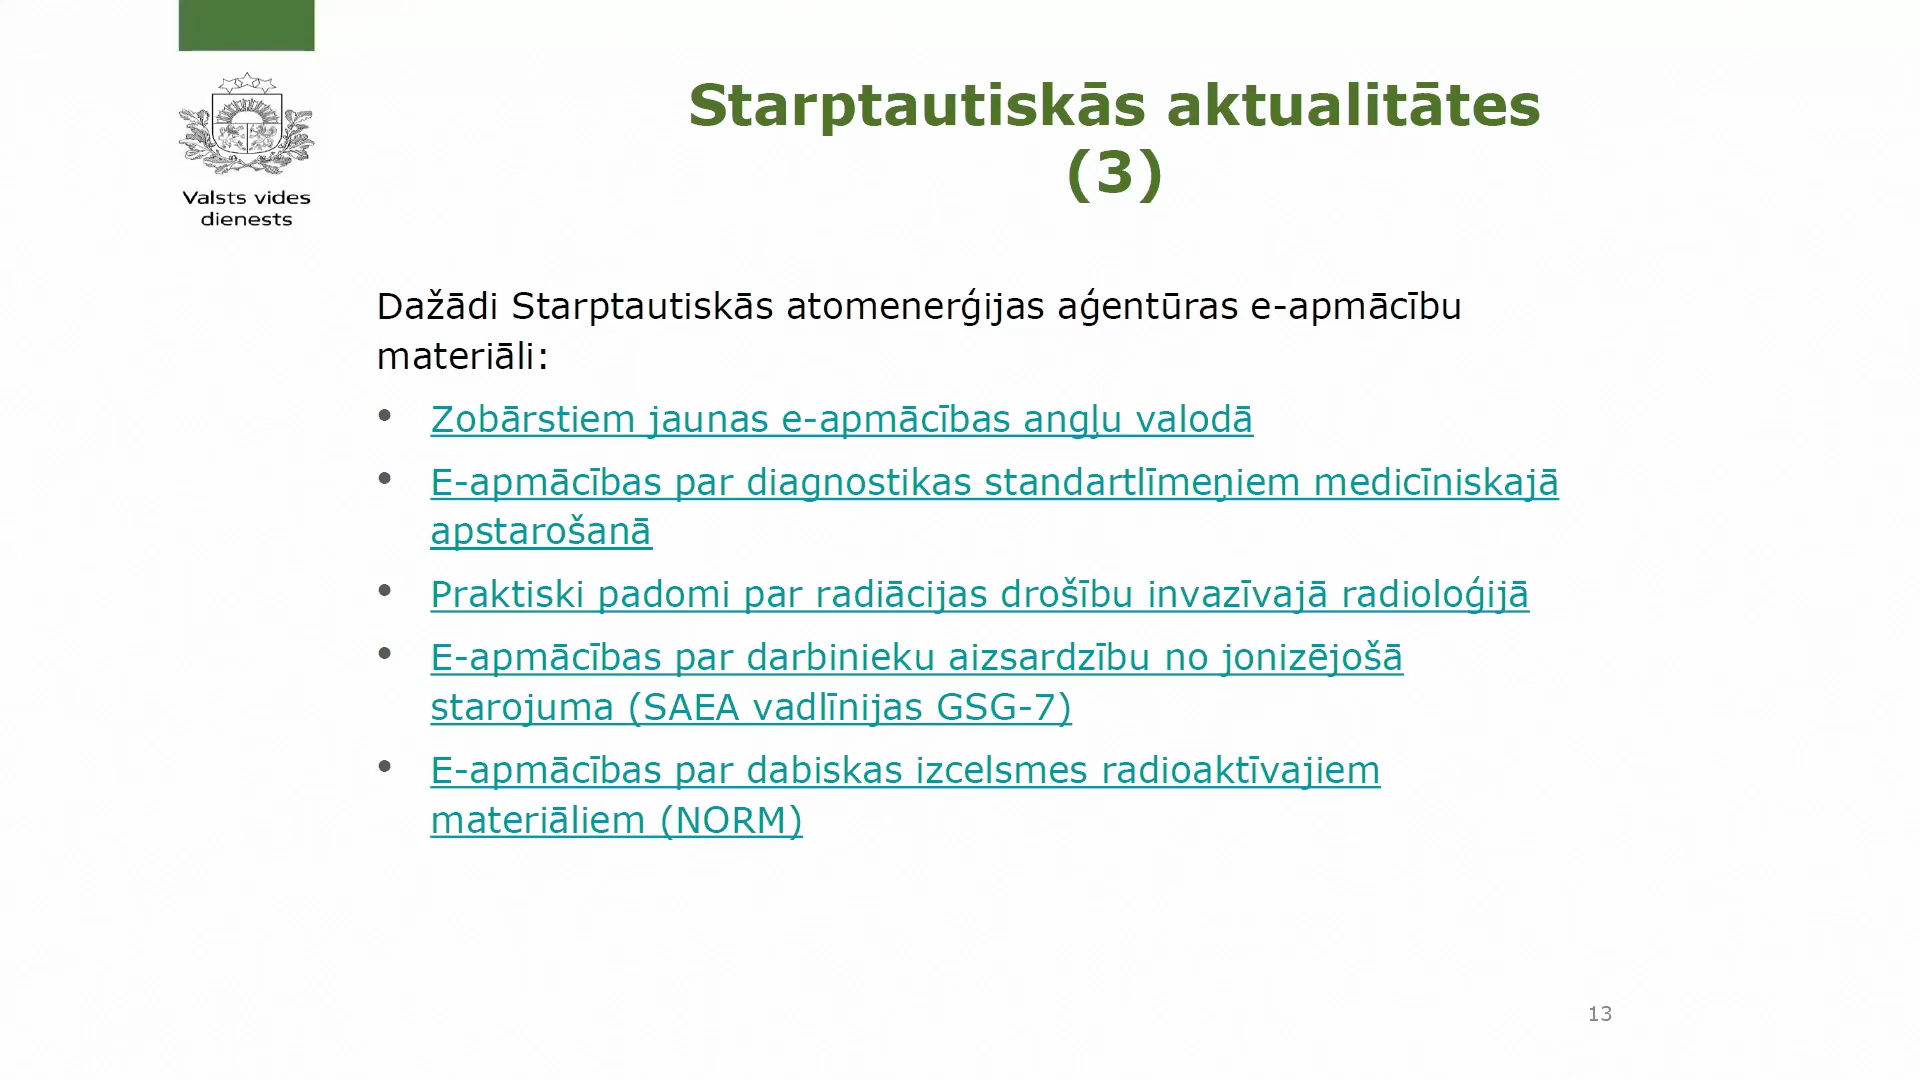 Valsts vides
dienests
Starptautiskās aktualitātes
(3)
Dažādi Starptautiskās atomenerģijas aģentūras e-apmācību
materiāli:
• Zobārstiem jaunas e-apmācības angļu valodā
• E-apmācības par diagnostikas standartlīmeņiem medicīniskajā
apstarošanā
• Praktiski padomi par radiācijas drošību invazīvajā radioloģijā
• E-apmācības par darbinieku aizsardzību no jonizējošā
starojuma (SAEA vadlīnijas GSG-7)
• E-apmācības par dabiskas izcelsmes radioaktīvajiem
materiāliem (NORM)
13